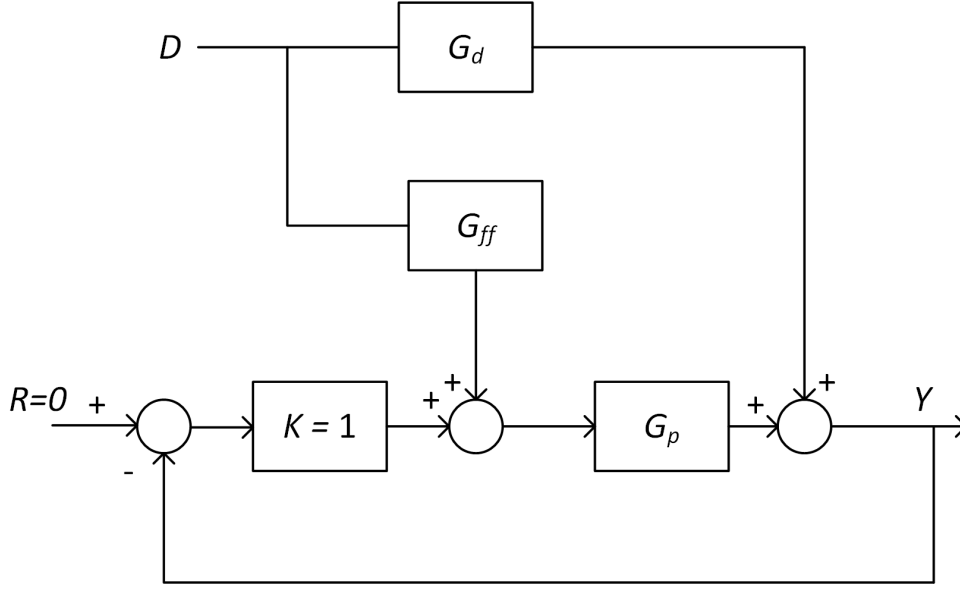 D
G_d
G_ff
R=0 +
-
K = 1
+ +
G_p
+ +
Y